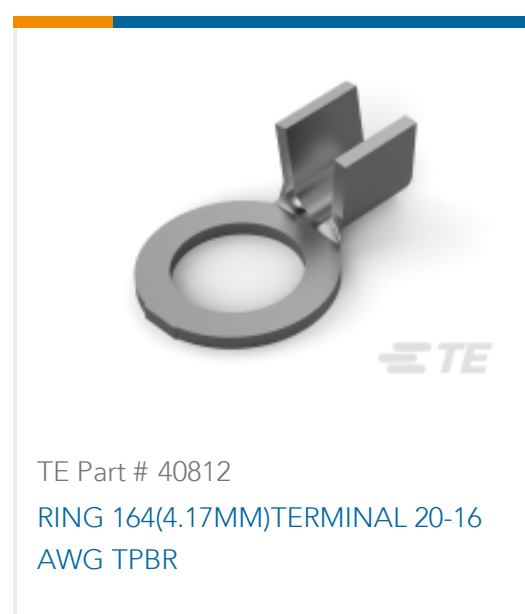 TE
TE Part # 40812
RING 164(4.17MM)TERMINAL 20-16
AWG TPBR